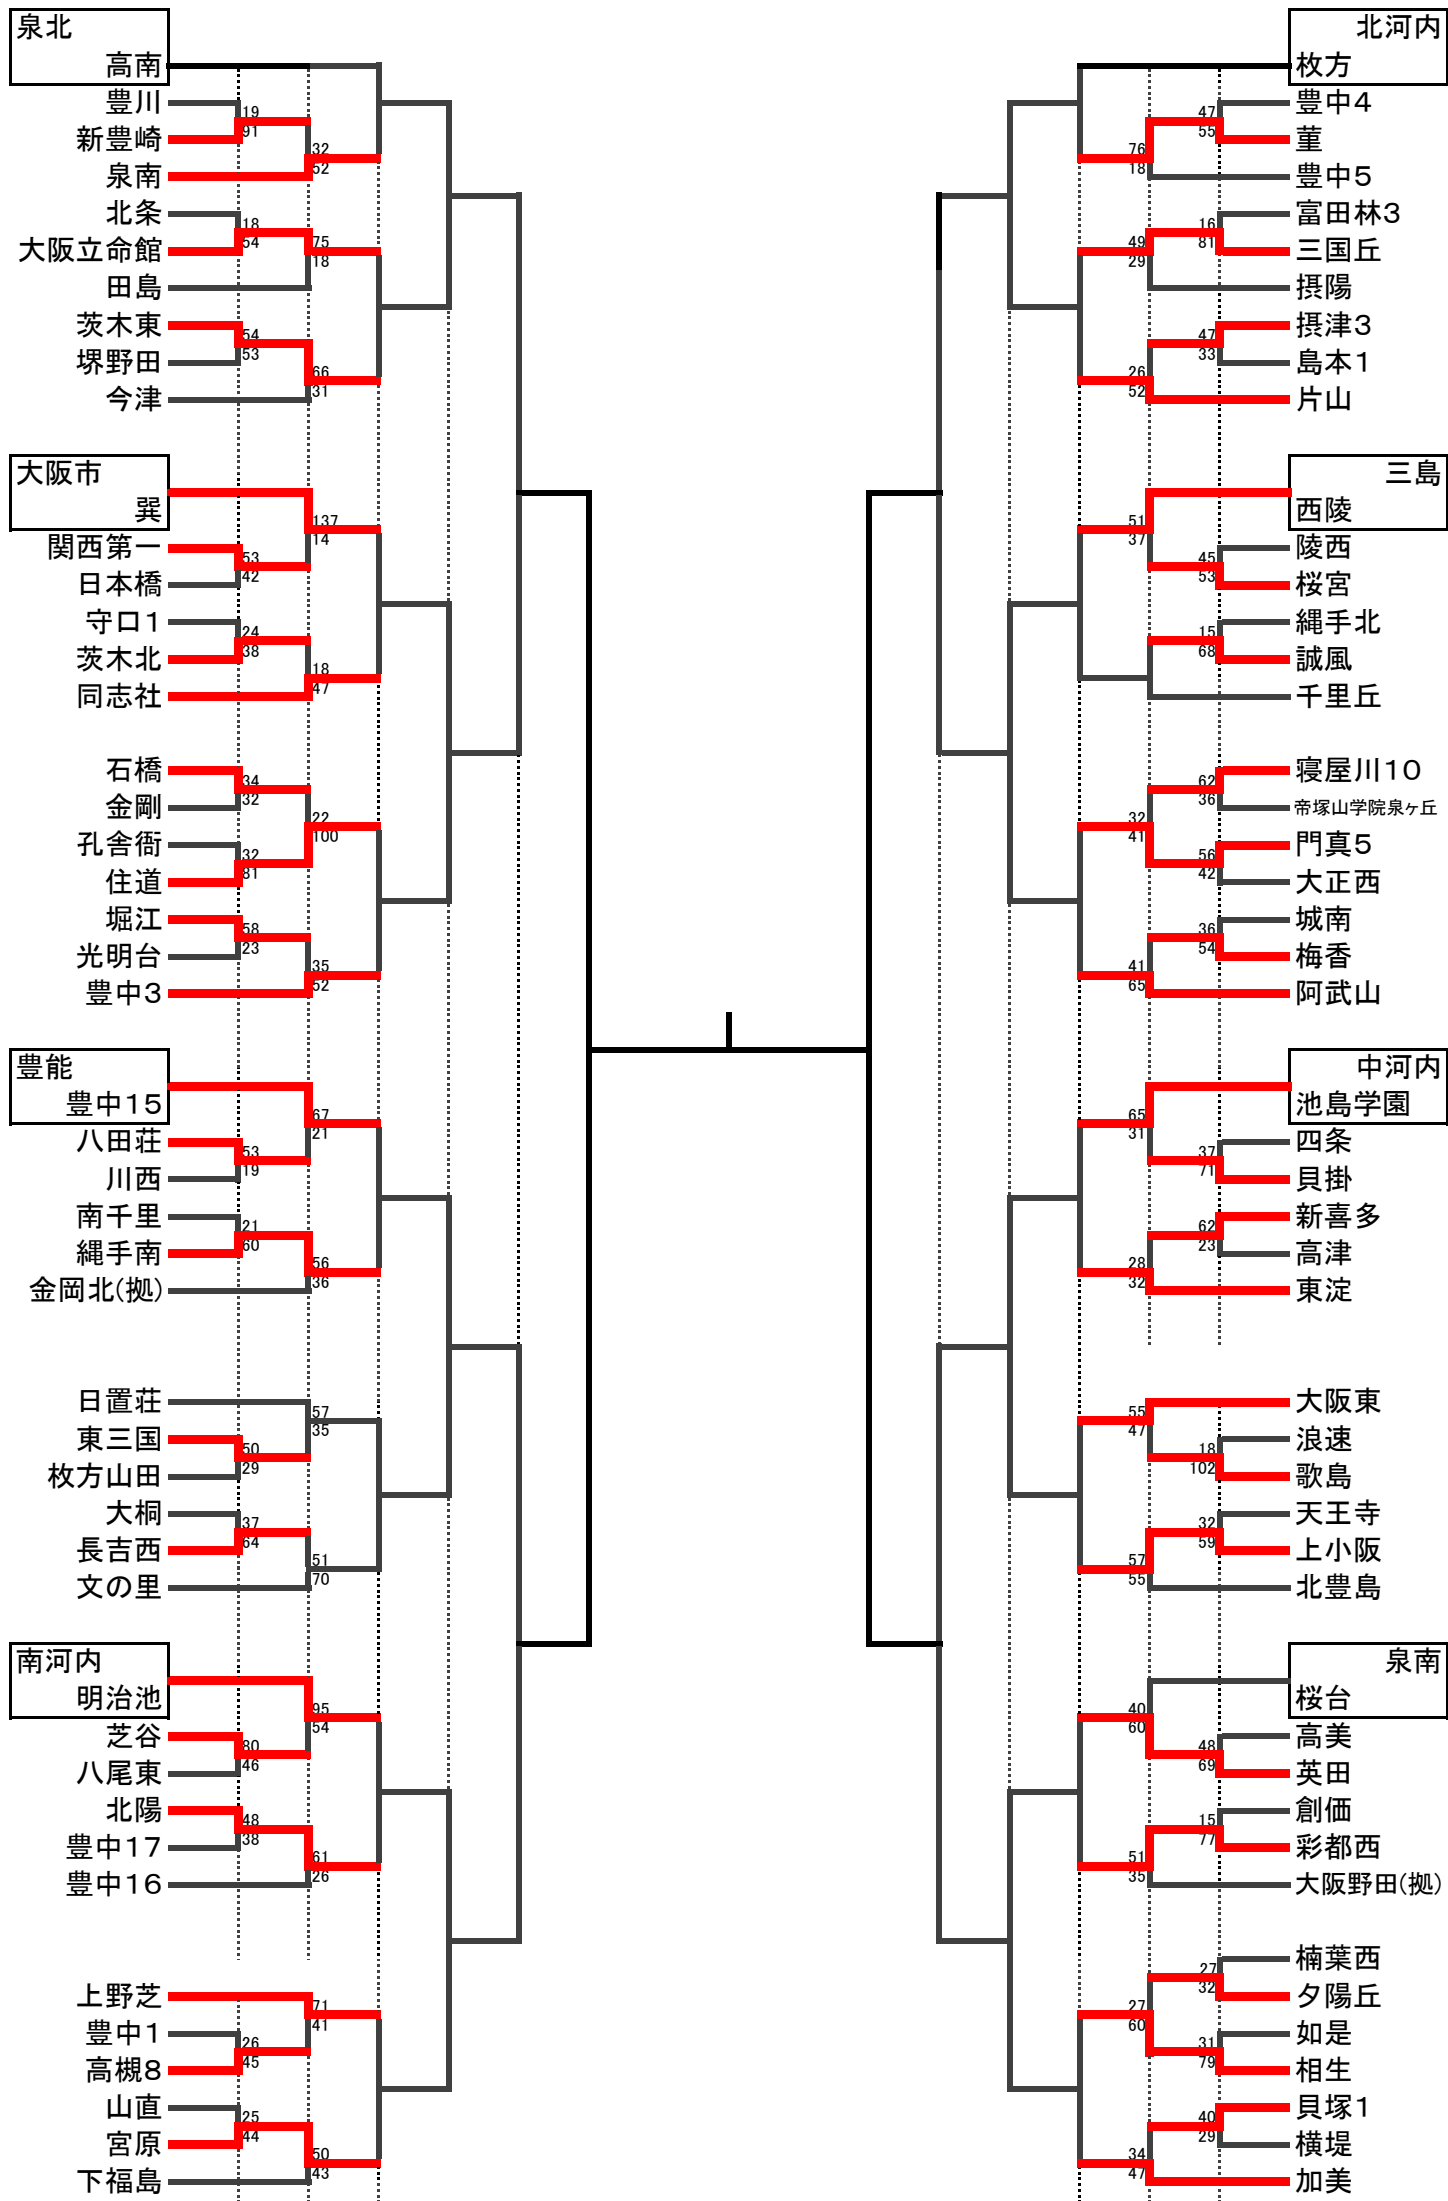 泉北
高南
豊川
19
91
新豊崎
32
52
泉南
北条
18
54
大阪立命館
75
18
田島
茨木東
54
53
堺野田
66
31
今津
大阪市
巽
137
14
関西第一
53
42
日本橋
守口1
24
38
茨木北
18
47
同志社
石橋
34
32
金剛
22
100
孔舎衙
32
81
住道
堀江
58
23
光明台
35
52
豊中3
豊能
豊中15
67
21
八田荘
53
19
川西
南千里
21
60
縄手南
56
36
金岡北(拠)
日置荘
57
35
東三国
50
29
枚方山田
大桐
37
64
長吉西
51
70
文の里
南河内
明治池
95
54
芝谷
80
46
八尾東
北陽
48
38
豊中17
61
26
豊中16
上野芝
71
41
豊中1
26
45
高槻8
山直
25
44
宮原
50
43
下福島
北河内
枚方
豊中4
47
55
菫
76
18
豊中5
富田林3
16
81
三国丘
49
29
摂陽
摂津3
47
33
島本1
26
52
片山
三島
西陵
51
37
陵西
45
53
桜宮
縄手北
15
68
誠風
千里丘
寝屋川10
62
36
帝塚山学院泉ヶ丘
32
41
門真5
56
42
大正西
城南
36
54
梅香
41
65
阿武山
中河内
池島学園
65
31
四条
37
71
貝掛
新喜多
62
23
高津
28
32
東淀
大阪東
55
47
浪速
18
102
歌島
天王寺
32
59
上小阪
57
55
北豊島
泉南
桜台
40
60
高美
48
69
英田
創価
15
77
彩都西
51
35
大阪野田(拠)
楠葉西
27
32
夕陽丘
27
60
如是
31
79
相生
貝塚1
40
29
横堤
34
47
加美